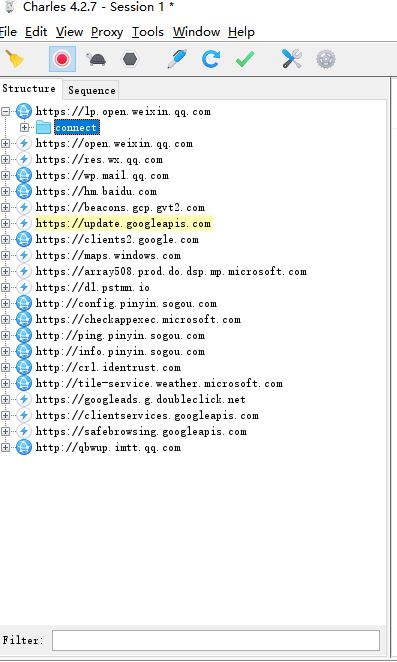 Charles 4.2.7 - Session 1 *
File Edit View Proxy Tools Window Help
Structure Sequence
https://lp.open.weixin.qq.com
connect
https://open.weixin.qq.com
https://res.wx.qq.com
https://wp.mail.qq.com
https://hm.baidu.com
https://beacons.gcp.gvt2.com
https://update.googleapis.com
https://clients2.google.com
https://maps.windows.com
https://array508.prod.do.dsp.mp.microsoft.com
https://dl.pstmn.io
http://config.pinyin.sogou.com
https://checkappexec.microsoft.com
http://ping.pinyin.sogou.com
http://info.pinyin.sogou.com
http://crl.identrust.com
http://tile-service.weather.microsoft.com
https://googleads.g.doubleclick.net
https://clientservices.googleapis.com
https://safebrowsing.googleapis.com
http://qbwup.imtt.qq.com
Filter: